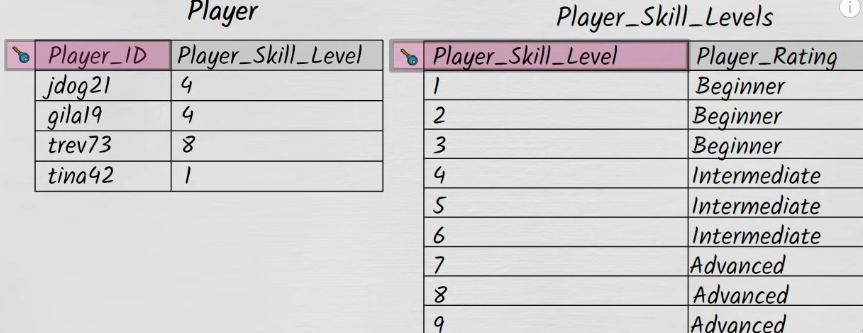 Player
Player_ID Player_Skill_Level
jdog21 4
gila19 4
trev73 8
tina42 1
Player_Skill_Levels
Player_Skill_Level Player_Rating
1 Beginner
2 Beginner
3 Beginner
4 Intermediate
5 Intermediate
6 Intermediate
7 Advanced
8 Advanced
9 Advanced